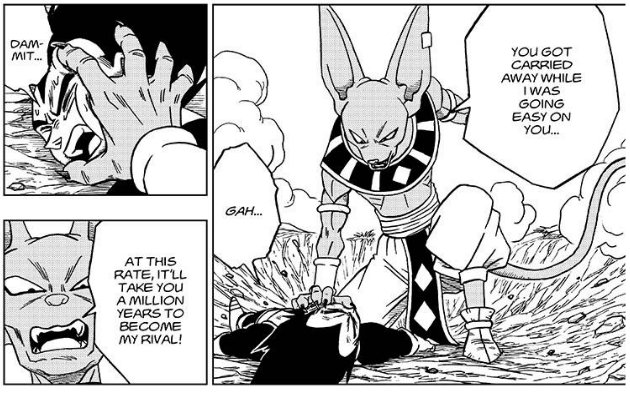 YOU GOT
CARRIED
AWAY WHILE
I WAS
GOING
EASY ON
YOU...
GAH...
DAM-
MIT...
AT THIS
RATE, IT'LL
TAKE YOU
A MILLION
YEARS TO
BECOME
MY RIVAL!